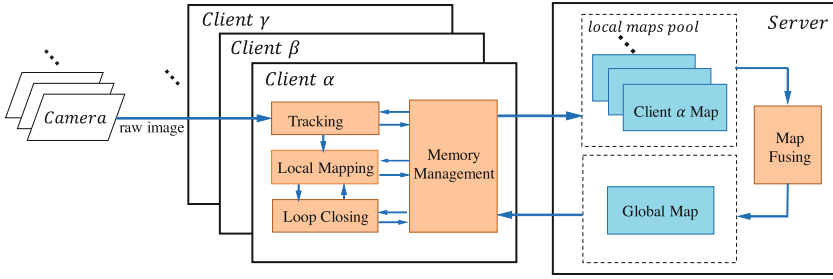 Client γ
Client β
Client α
Camera
raw image
Tracking
Local Mapping
Loop Closing
Memory
Management
Server
local maps pool
Client α Map
Map
Fusing
Global Map